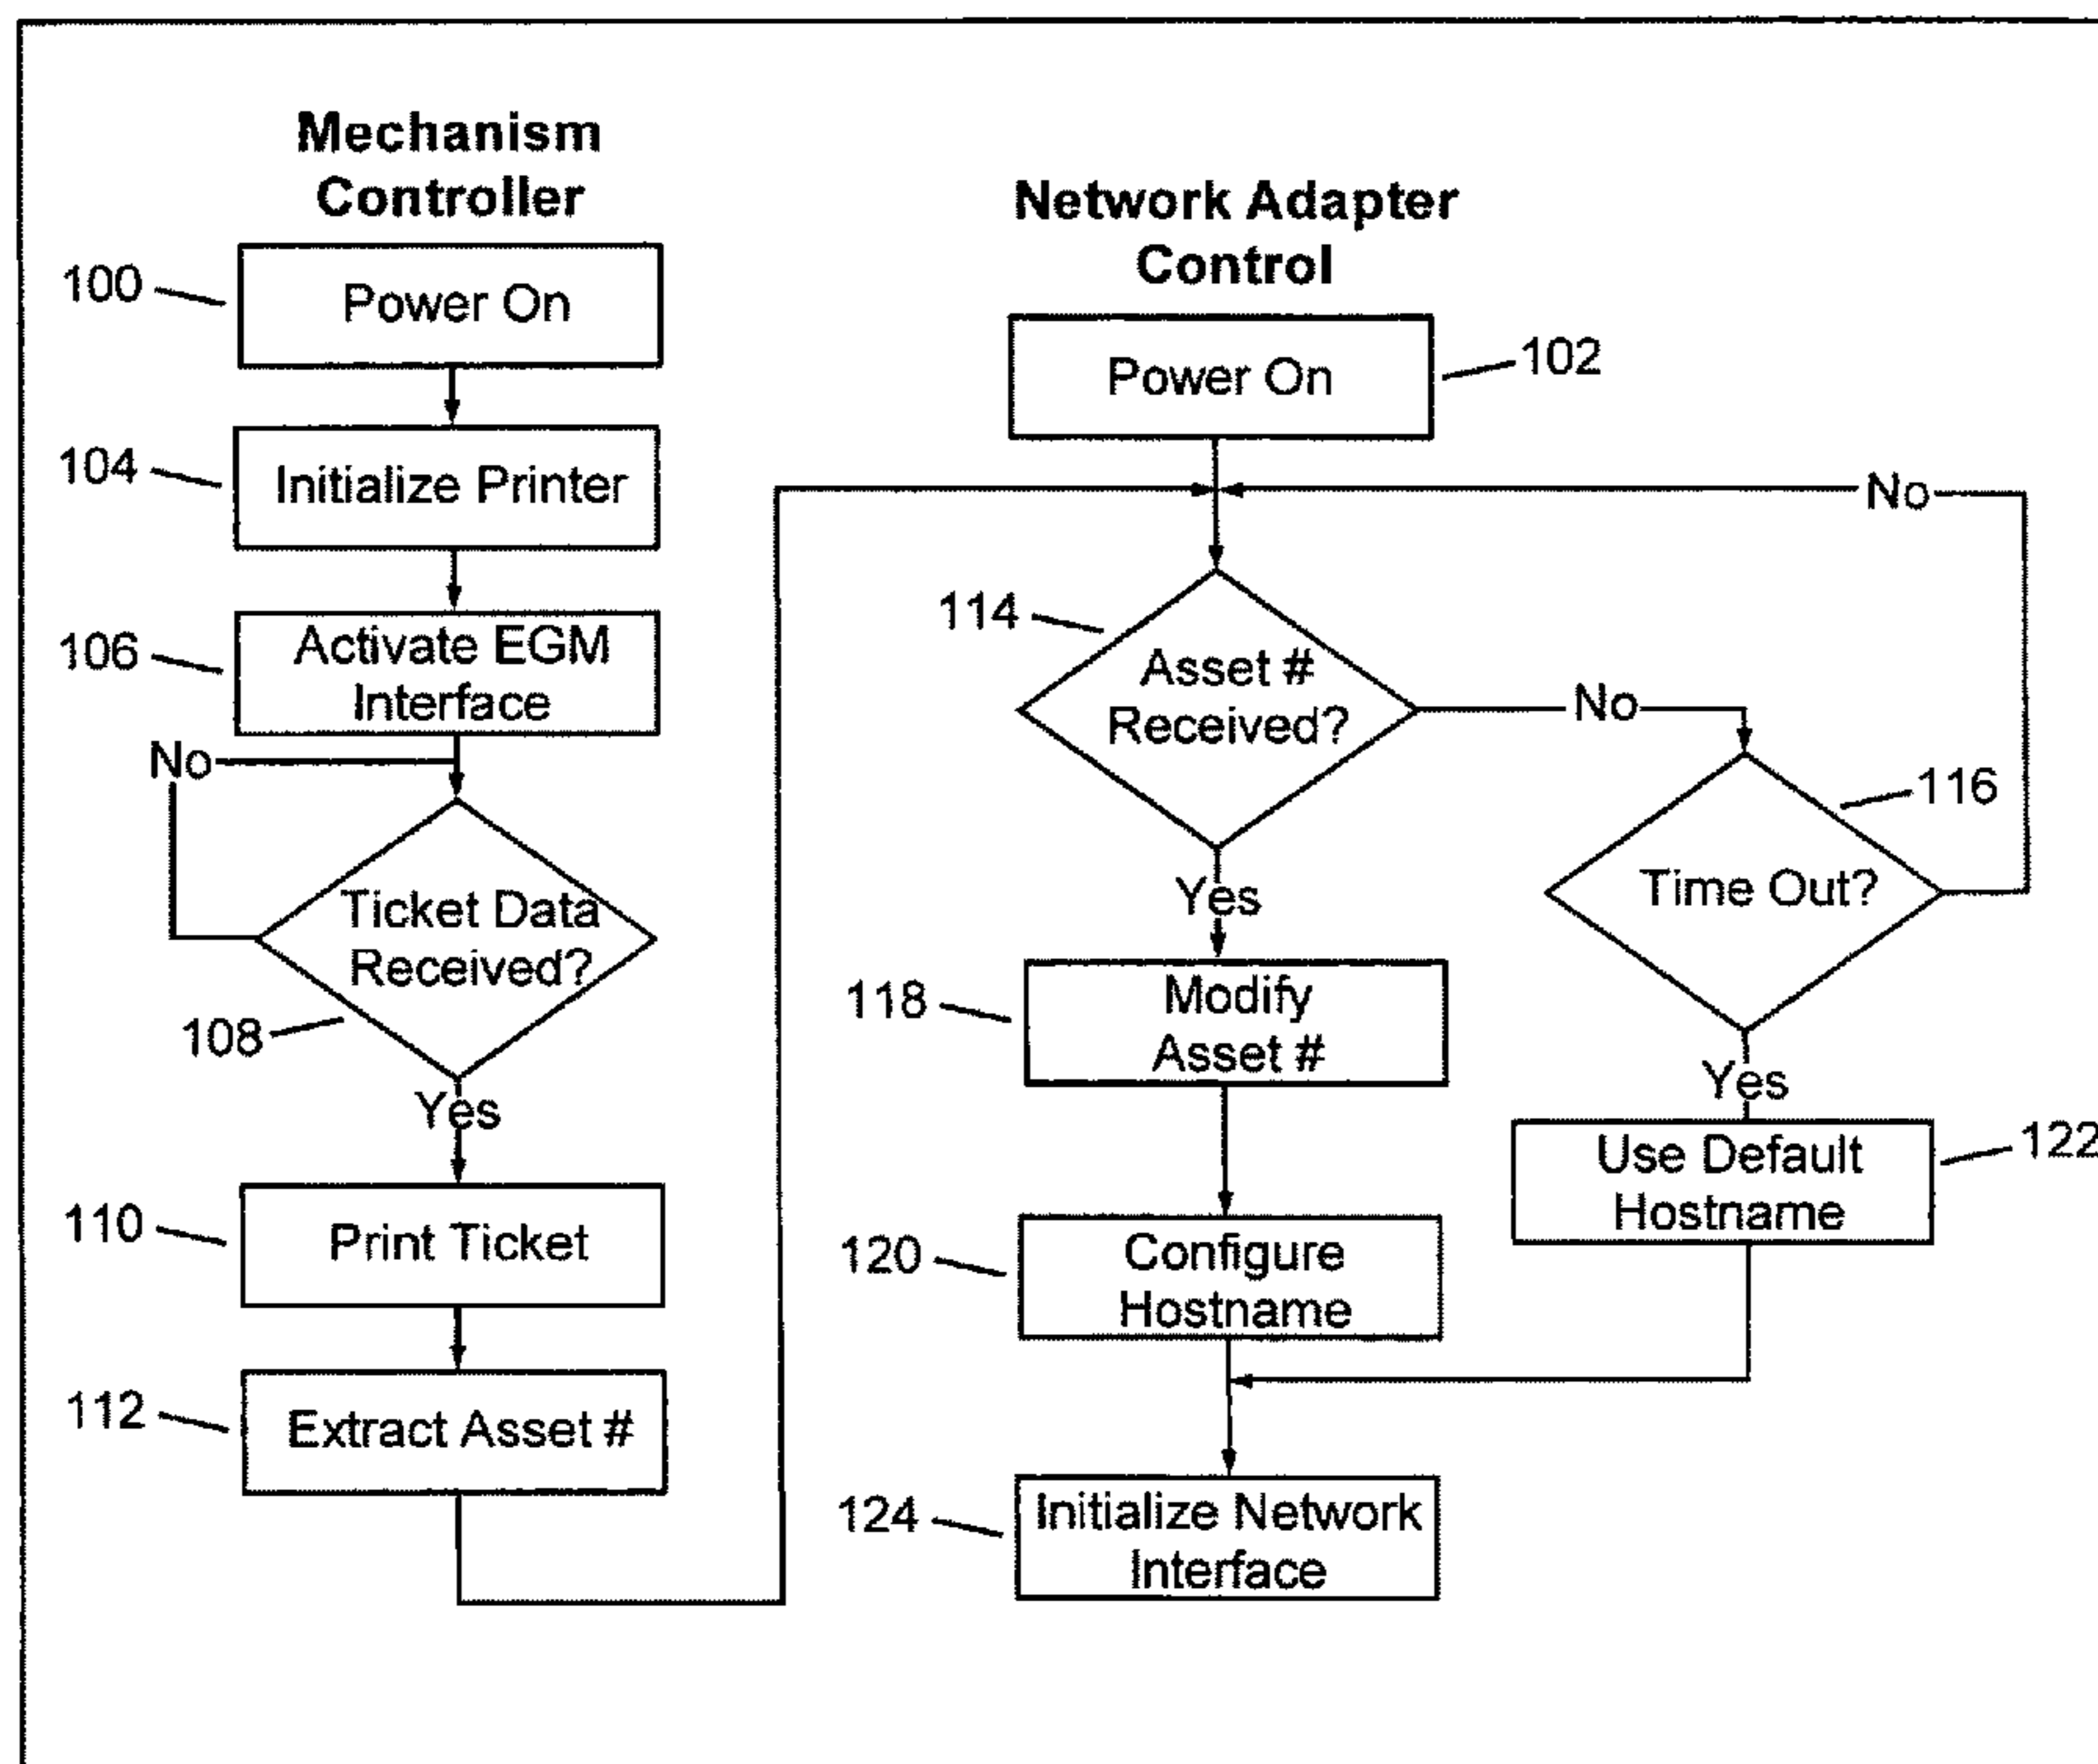 Mechanism
Controller
100
Power On
104
Initialize Printer
106
Activate EGM
Interface
No
Ticket Data
Received?
108
Yes
110
Print Ticket
112
Extract Asset #
Network Adapter
Control
Power On
102
No
114
Asset #
Received?
No
116
Time Out?
Yes
118
Modify
Asset #
Yes
120
Configure
Hostname
Use Default
Hostname
122
124
Initialize Network
Interface